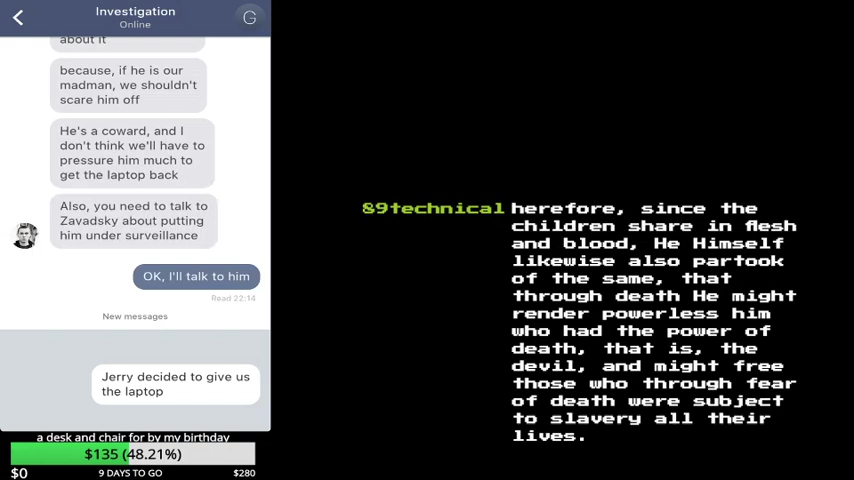 Investigation
Online
G
about it
because, if he is our
madman, we shouldn't
scare him off
He's a coward, and I
don't think we'll have to
pressure him much to
get the laptop back
Also, you need to talk to
Zavadsky about putting
him under surveillance
OK, I'll talk to him
Read 22:14
New messages
Jerry decided to give us
the laptop
a desk and chair for by my birthday
$135 (48.21%)
$0
9 DAYS TO GO
$280
89technical herefore, since the
children share in flesh
and blood, He Himself
likewise also partook
of the same, that
through death He might
render powerless him
who had the power of
death, that is, the
devil, and might free
those who through fear
of death were subject
to slavery all their
lives.